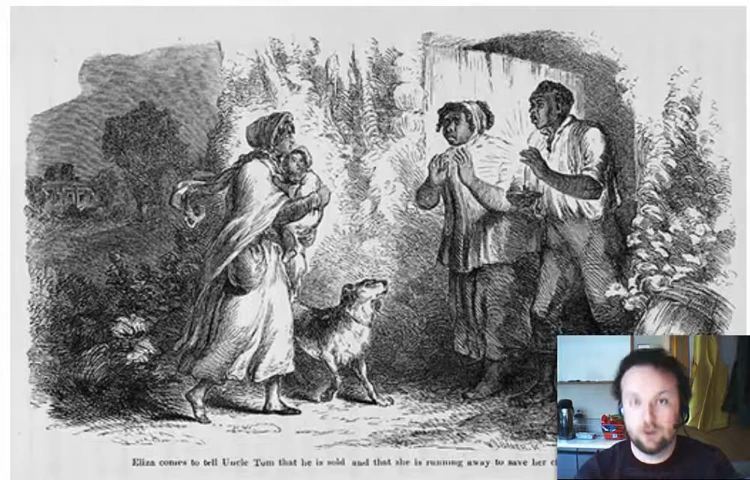 Eliza comes to tell Uncle Tom that he is sold and that she is running away to save her